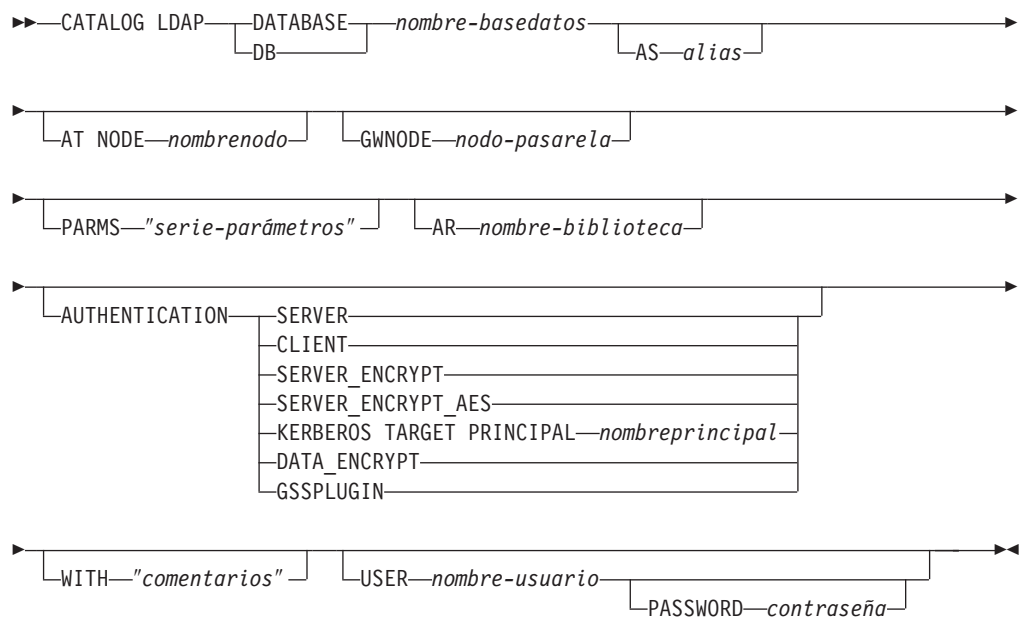 CATALOG LDAP DATABASE nombre-basedatos
DB AS alias
AT NODE nombrenodo GWNODE nodo-pasarela
PARMS "serie-parámetros" AR nombre-biblioteca
AUTHENTICATION SERVER
CLIENT
SERVER_ENCRYPT
SERVER_ENCRYPT_AES
KERBEROS TARGET PRINCIPAL nombreprincipal
DATA_ENCRYPT
GSSPLUGIN
WITH "comentarios" USER nombre-usuario
PASSWORD contraseña